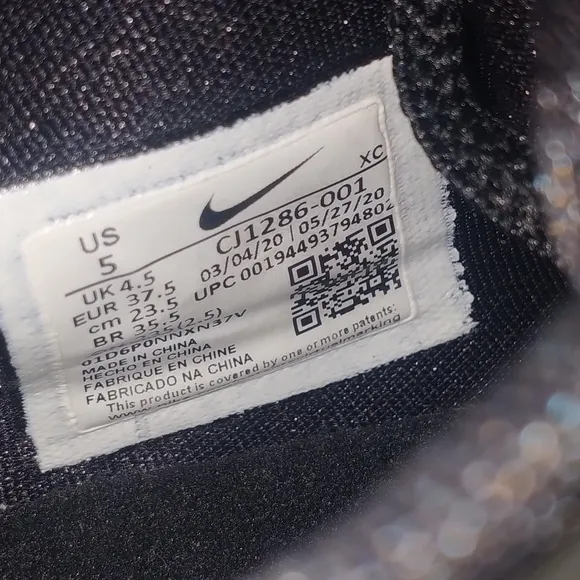 XC
US
5
CJ1286-001
UK 4.5
03/04/20 05/27/20
EUR 37.5
UPC 00194493794802
cm 23.5
BR 35.5
(2.5)
01D6P0NNXN37V
MADE IN CHINA
HECHO EN CHINA
FABRIQUE EN CHINE
FABRICADO NA CHINA
This product is covered by one or more patents: